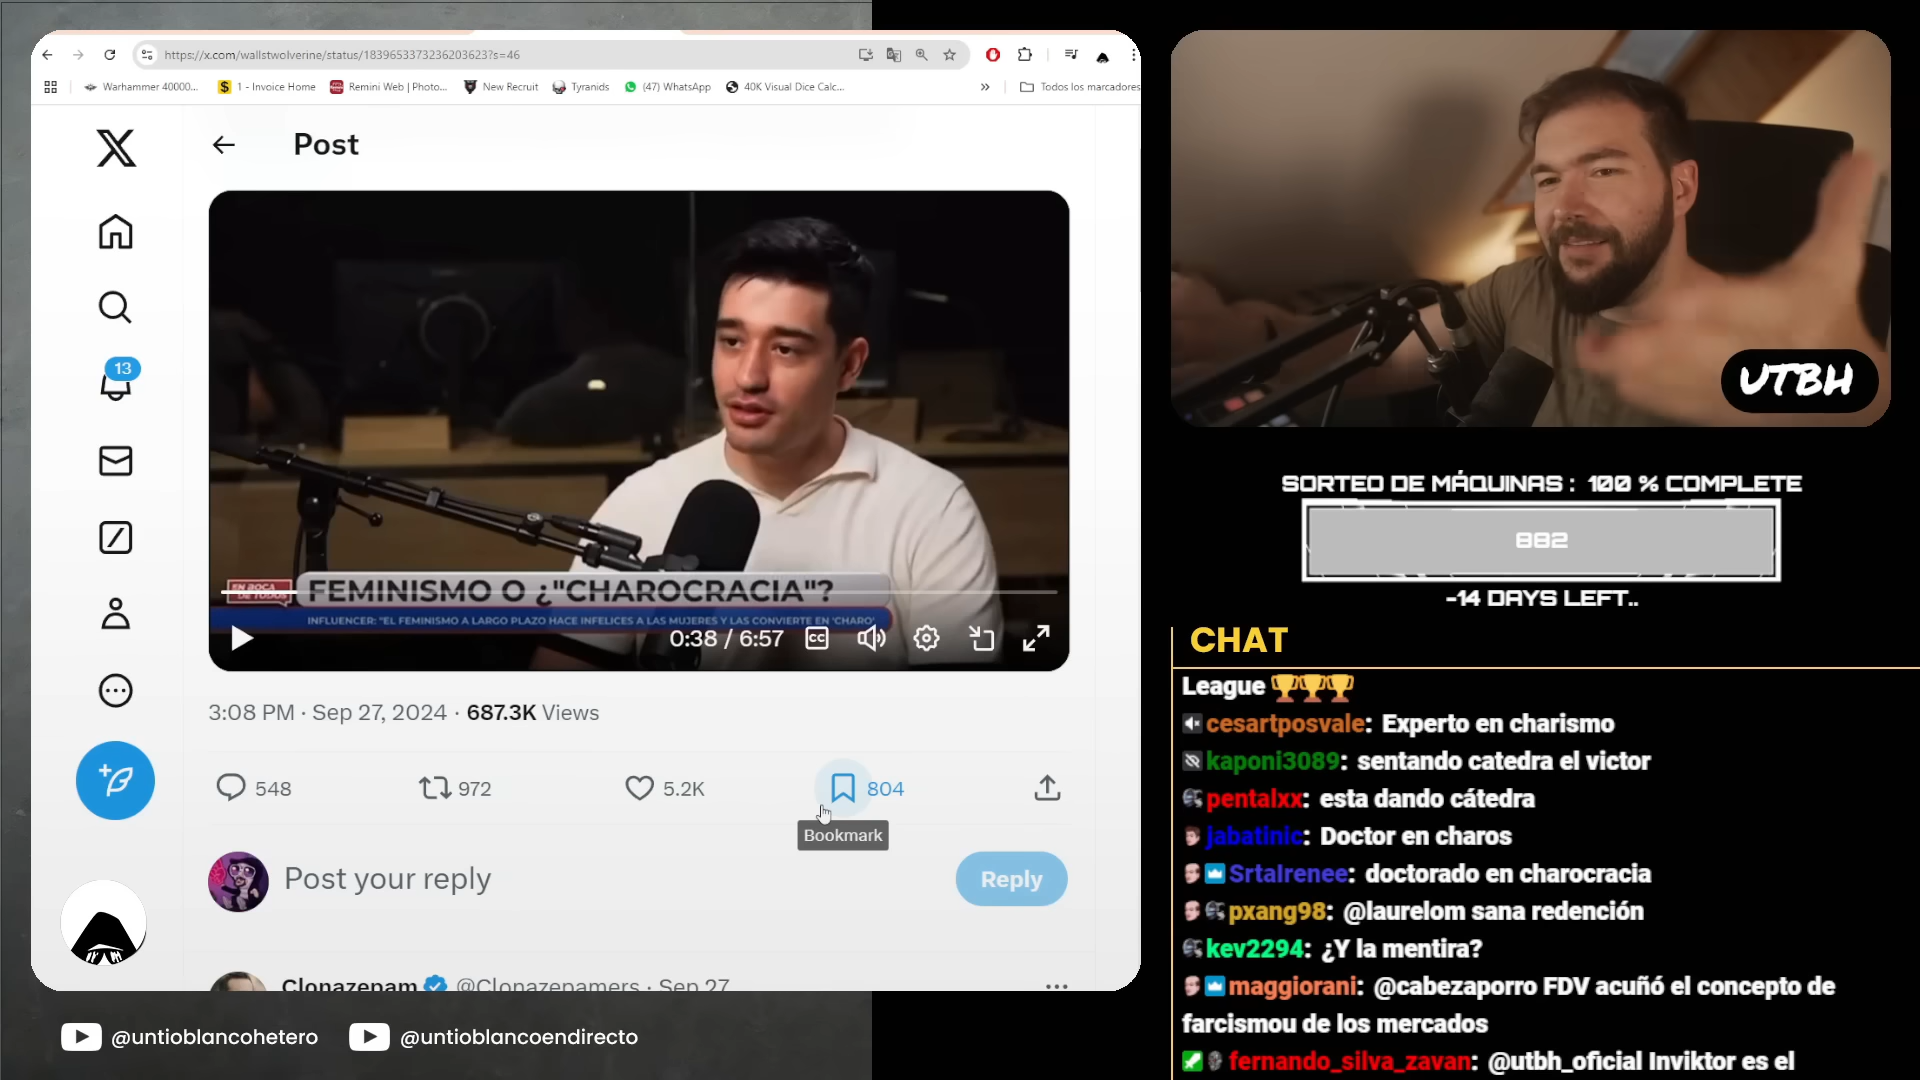 https://x.com/wallstwolverine/status/1839653373236203623?s=46
Warhammer 40000...
1 - Invoice Home
Remini Web | Photo...
New Recruit
Tyranids
(47) WhatsApp
40K Visual Dice Calc...
»
Todos los marcadores
Post
13
EN BOCA DE TODOS
FEMINISMO O ¿"CHAROCRACIA"?
INFLUENCER: "EL FEMINISMO A LARGO PLAZO HACE INFELICES A LAS MUJERES Y LAS CONVIERTE EN 'CHARO'
0:38 / 6:57
CC
3:08 PM · Sep 27, 2024 · 687.3K Views
548
972
5.2K
804
Bookmark
Post your reply
Reply
Clonazepam @Clonazepamers · Sep 27
@untioblancohetero
@untioblancoendirecto
UTBH
SORTEO DE MÁQUINAS : 100 % COMPLETE
882
-14 DAYS LEFT..
CHAT
League 🏆🏆🏆
cesartposvale: Experto en charismo
kaponi3089: sentando catedra el victor
pentalxx: esta dando cátedra
jabatinic: Doctor en charos
SrtaIrenee: doctorado en charocracia
pxang98: @laurelom sana redención
kev2294: ¿Y la mentira?
maggiorani: @cabezaporro FDV acuñó el concepto de
farcismou de los mercados
fernando_silva_zavan: @utbh_oficial Inviktor es el